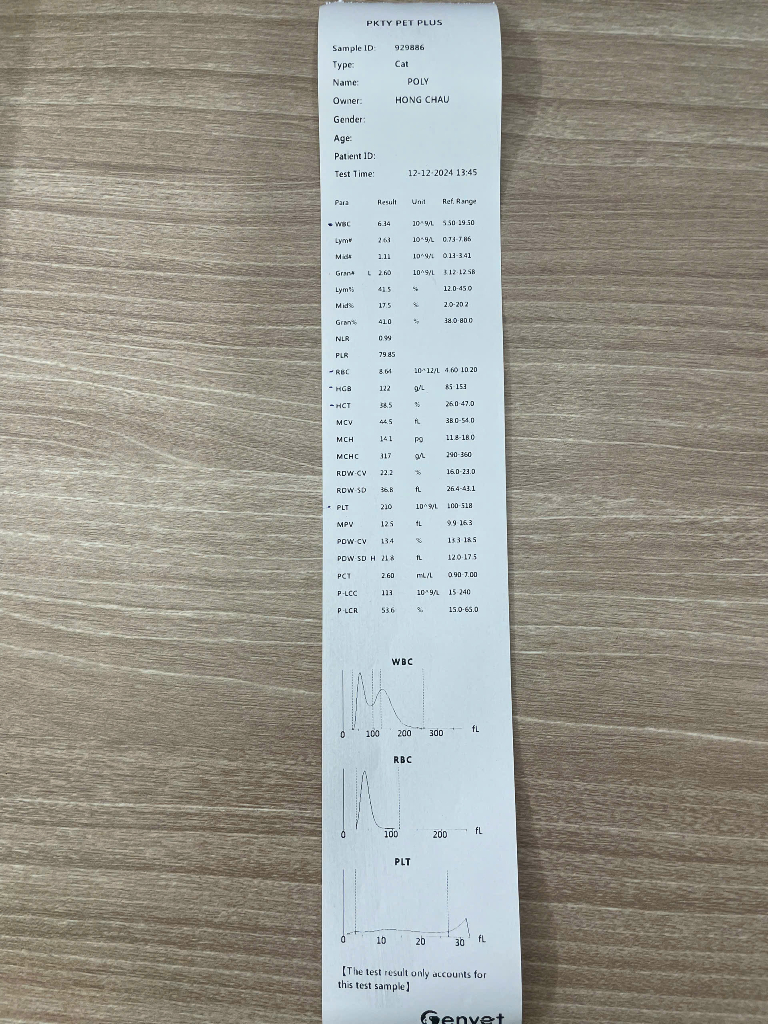 PKTY PET PLUS
Sample ID: 929886
Type: Cat
Name: POLY
Owner: HONG CHAU
Gender:
Age:
Patient ID:
Test Time: 12-12-2024 13:45
Para Result Unit Ref. Range
WBC 6.34 10^9/L 5.50-19.50
Lym# 2.63 10^9/L 0.73-7.86
Mid# 1.11 10^9/L 0.13-3.41
Gran# L 2.60 10^9/L 3.12-12.58
Lym% 41.5 % 12.0-45.0
Mid% 17.5 % 2.0-20.2
Gran% 41.0 % 38.0-80.0
NLR 0.99
PLR 79.85
RBC 8.64 10^12/L 4.60-10.20
HGB 122 g/L 85-153
HCT 38.5 % 26.0-47.0
MCV 44.5 fL 38.0-54.0
MCH 14.1 pg 11.8-18.0
MCHC 317 g/L 290-360
RDW-CV 22.2 % 16.0-23.0
RDW-SD 36.8 fL 26.4-43.1
PLT 210 10^9/L 100-518
MPV 12.5 fL 9.9-16.3
PDW-CV 13.4 % 13.3-18.5
PDW-SD H 21.8 fL 12.0-17.5
PCT 2.60 mL/L 0.90-7.00
P-LCC 113 10^9/L 15-240
P-LCR 53.6 % 15.0-65.0
WBC
0 100 200 300 fL
RBC
0 100 200 fL
PLT
0 10 20 30 fL
【The test result only accounts for
this test sample】
Genvet